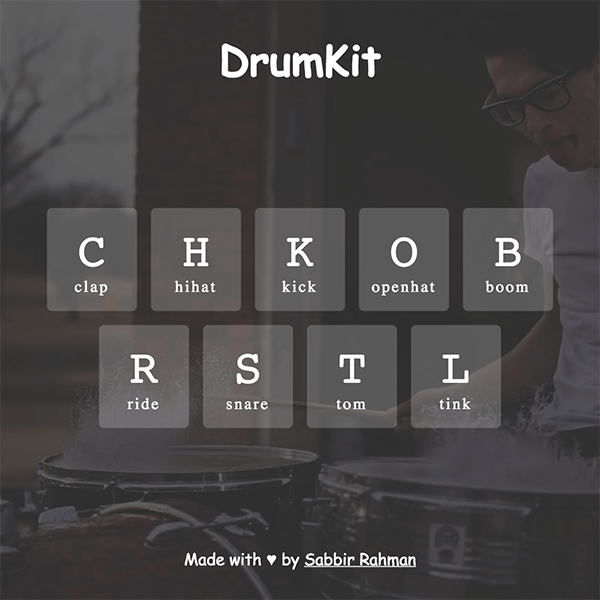 DrumKit
C H K O B
clap hihat kick openhat boom
R S T L
ride snare tom tink
Made with ♥ by Sabbir Rahman